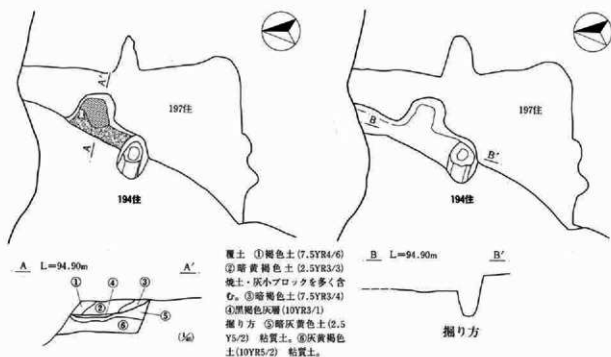 A'
197住
A
194住
197住
B
B'
194住
A L=94.90m A'
① ④ ② ③ ⑤ ⑥
覆土 ①褐色土(7.5YR4/6)
②暗黄褐色土(2.5YR3/3)
焼土・灰小ブロックを多く含
む。③暗褐色土(7.5YR3/4)
④黒褐色灰層(10YR3/1)
掘り方 ⑤暗灰黄色土(2.5
Y5/2) 粘質土。⑥灰黄褐色
土(10YR5/2) 粘質土。
B L=94.90m B'
掘り方